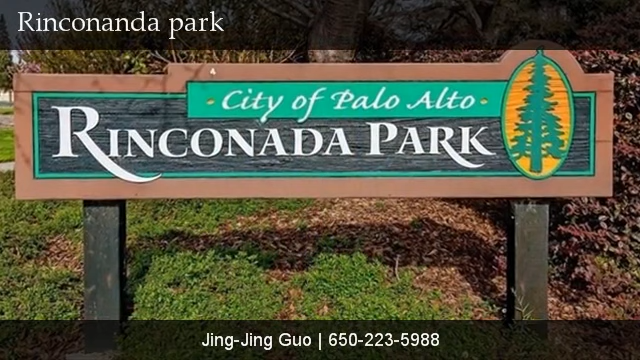 Rinconanda park
City of Palo Alto
RINCONADA PARK
Jing-Jing Guo | 650-223-5988